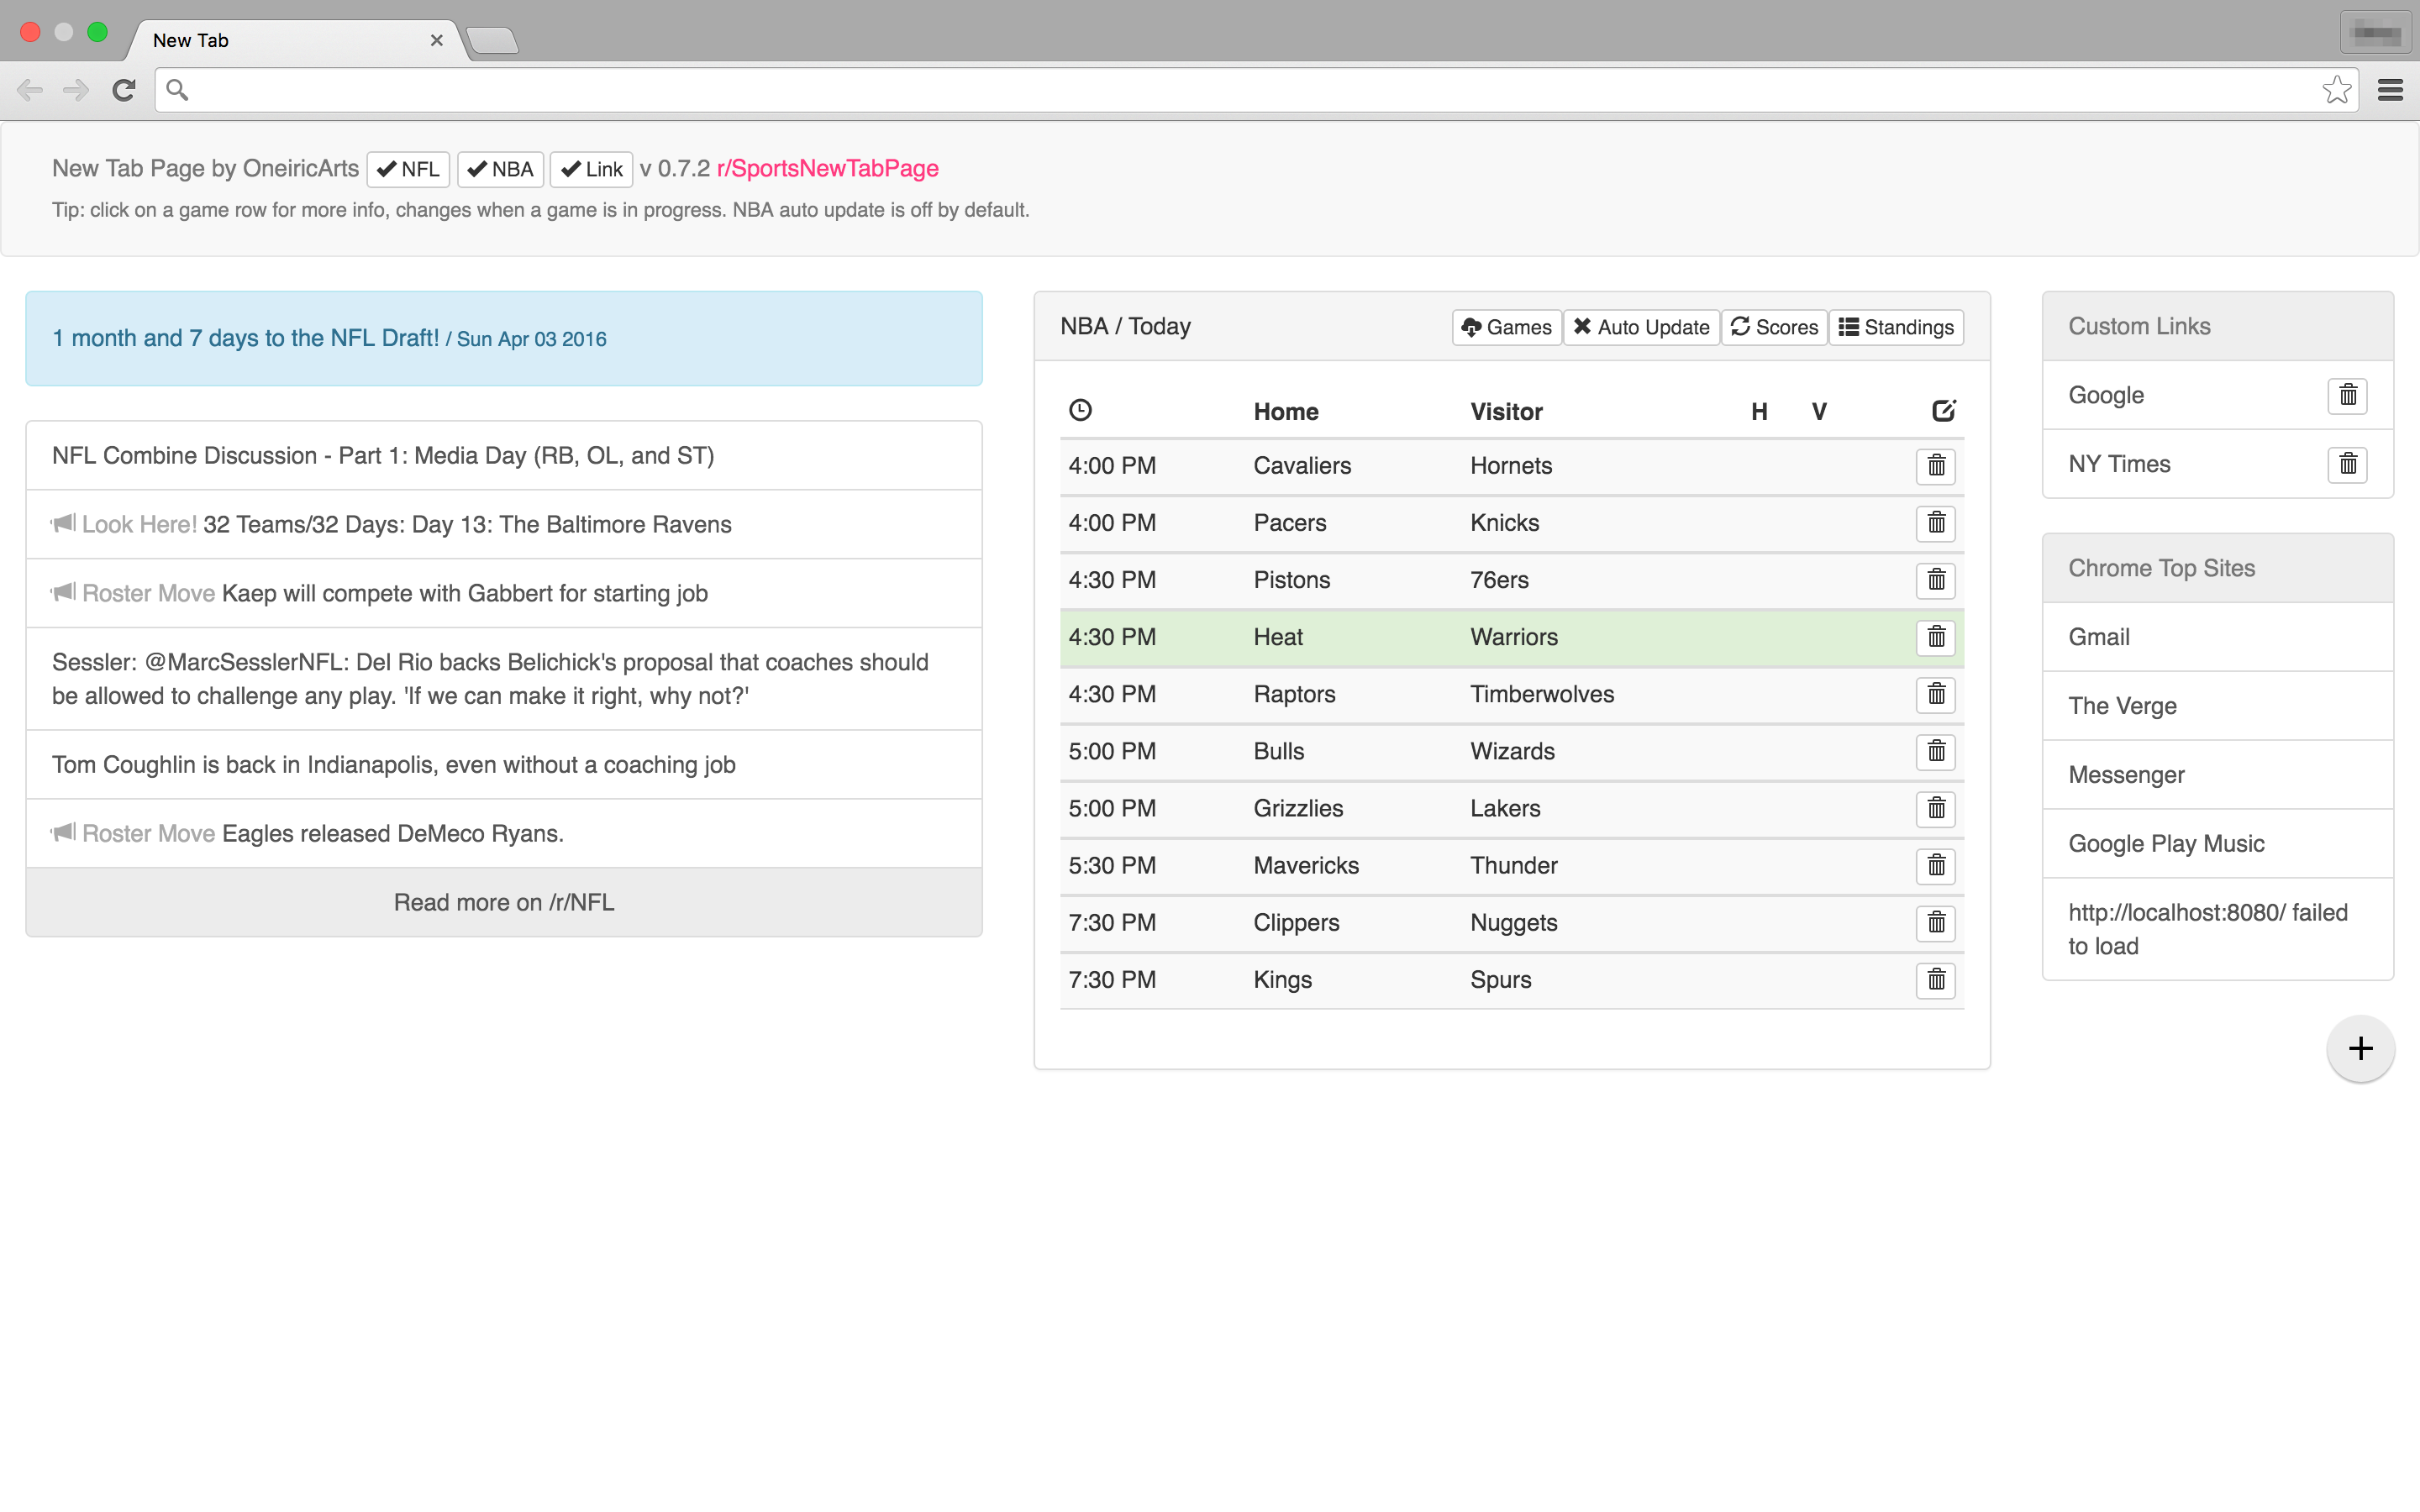 New Tab
New Tab Page by OneiricArts NFL NBA Link v 0.7.2 r/SportsNewTabPage
Tip: click on a game row for more info, changes when a game is in progress. NBA auto update is off by default.
1 month and 7 days to the NFL Draft! / Sun Apr 03 2016
NFL Combine Discussion - Part 1: Media Day (RB, OL, and ST)
Look Here! 32 Teams/32 Days: Day 13: The Baltimore Ravens
Roster Move Kaep will compete with Gabbert for starting job
Sessler: @MarcSesslerNFL: Del Rio backs Belichick's proposal that coaches should
be allowed to challenge any play. 'If we can make it right, why not?'
Tom Coughlin is back in Indianapolis, even without a coaching job
Roster Move Eagles released DeMeco Ryans.
Read more on /r/NFL
NBA / Today Games Auto Update Scores Standings
Home Visitor H V
4:00 PM Cavaliers Hornets
4:00 PM Pacers Knicks
4:30 PM Pistons 76ers
4:30 PM Heat Warriors
4:30 PM Raptors Timberwolves
5:00 PM Bulls Wizards
5:00 PM Grizzlies Lakers
5:30 PM Mavericks Thunder
7:30 PM Clippers Nuggets
7:30 PM Kings Spurs
Custom Links
Google
NY Times
Chrome Top Sites
Gmail
The Verge
Messenger
Google Play Music
http://localhost:8080/ failed
to load